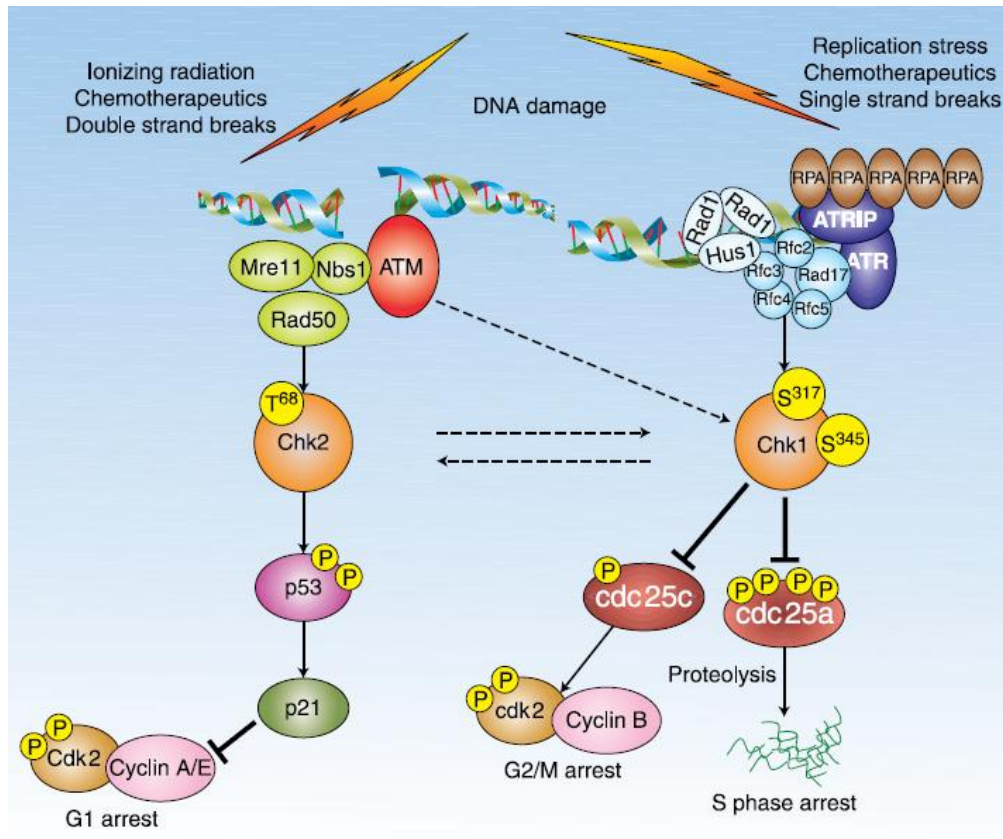 Ionizing radiation
Chemotherapeutics
Double strand breaks
DNA damage
Replication stress
Chemotherapeutics
Single strand breaks
RPA RPA RPA RPA RPA
ATRIP
ATR
Rad1
Rad1
Hus1
Rfc2
Rfc3
Rad17
Rfc4
Rfc5
Mre11
Nbs1
ATM
Rad50
T68
Chk2
S317
Chk1
S345
P
P
p53
P
cdc25c
P P P P
cdc25a
Proteolysis
p21
P
P
cdk2
Cyclin B
G2/M arrest
P
P
Cdk2
Cyclin A/E
G1 arrest
S phase arrest